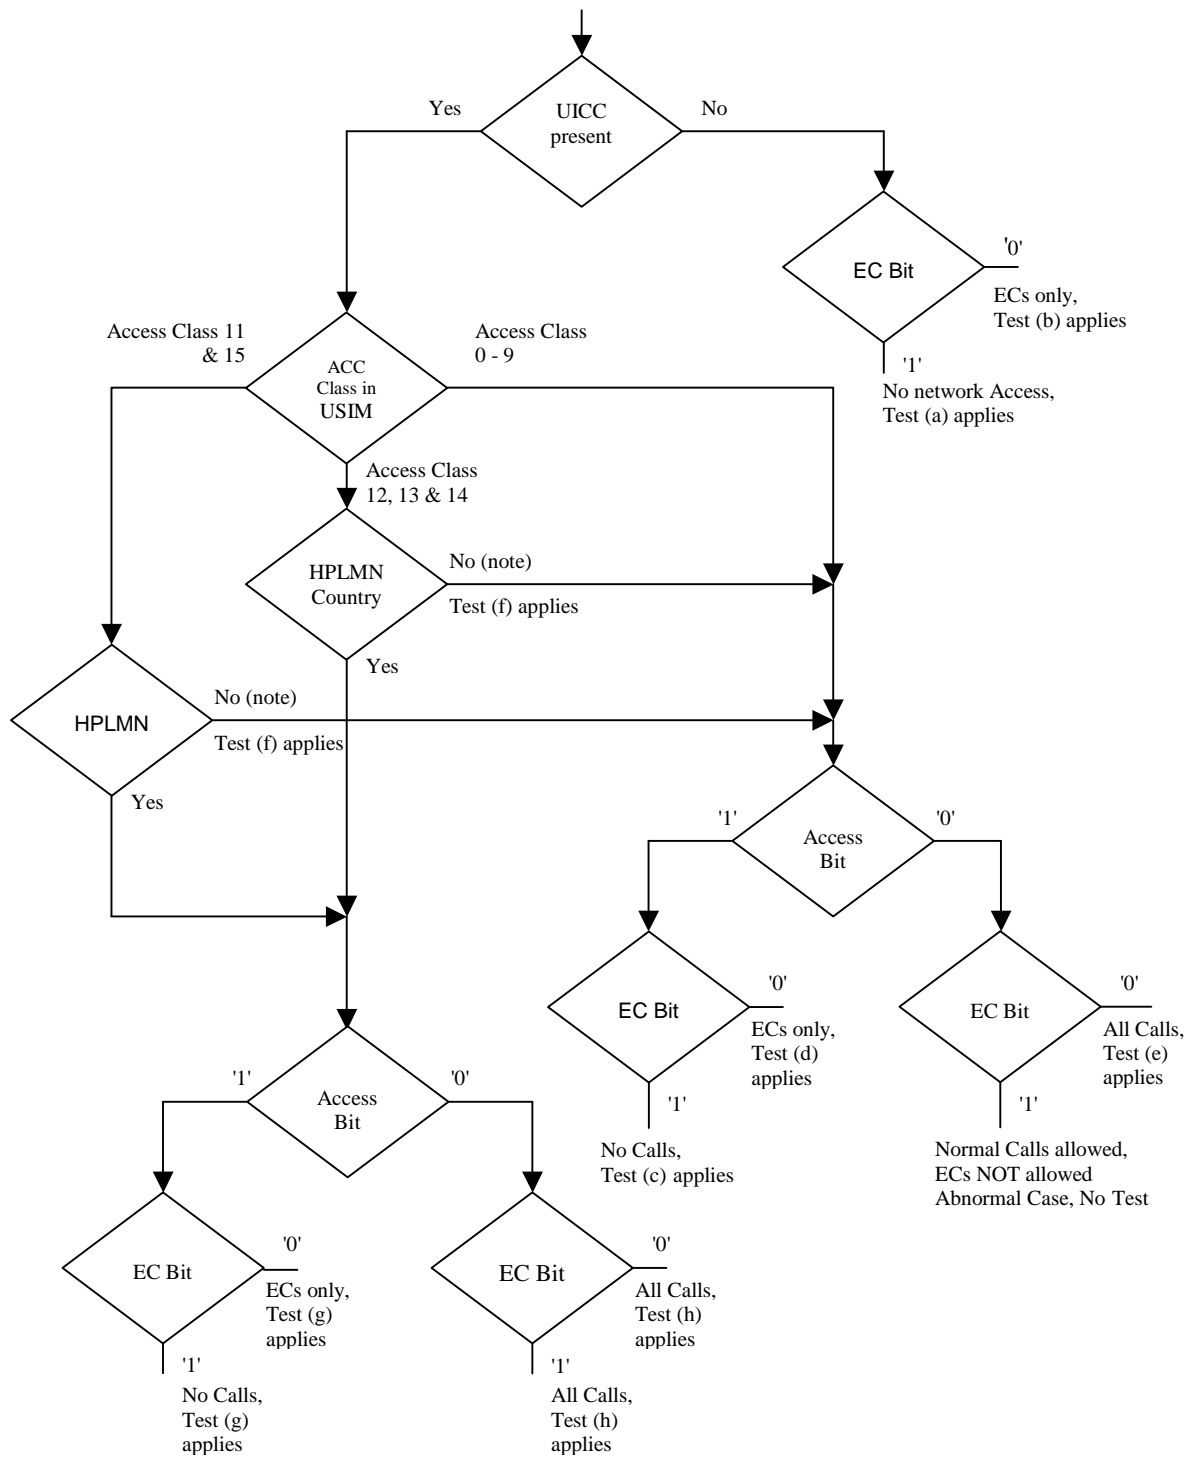 UICC
present
Yes
No
EC Bit
'0'
ECs only,
Test (b) applies
'1'
No network Access,
Test (a) applies
Access Class 11
& 15
Access Class
0 - 9
ACC
Class in
USIM
Access Class
12, 13 & 14
HPLMN
Country
No (note)
Test (f) applies
Yes
HPLMN
No (note)
Test (f) applies
Yes
'1'
'0'
Access
Bit
EC Bit
'0'
ECs only,
Test (d)
applies
'1'
No Calls,
Test (c) applies
EC Bit
'0'
All Calls,
Test (e)
applies
'1'
Normal Calls allowed,
ECs NOT allowed
Abnormal Case, No Test
'1'
'0'
Access
Bit
EC Bit
'0'
ECs only,
Test (g)
applies
'1'
No Calls,
Test (g)
applies
EC Bit
'0'
All Calls,
Test (h)
applies
'1'
All Calls,
Test (h)
applies